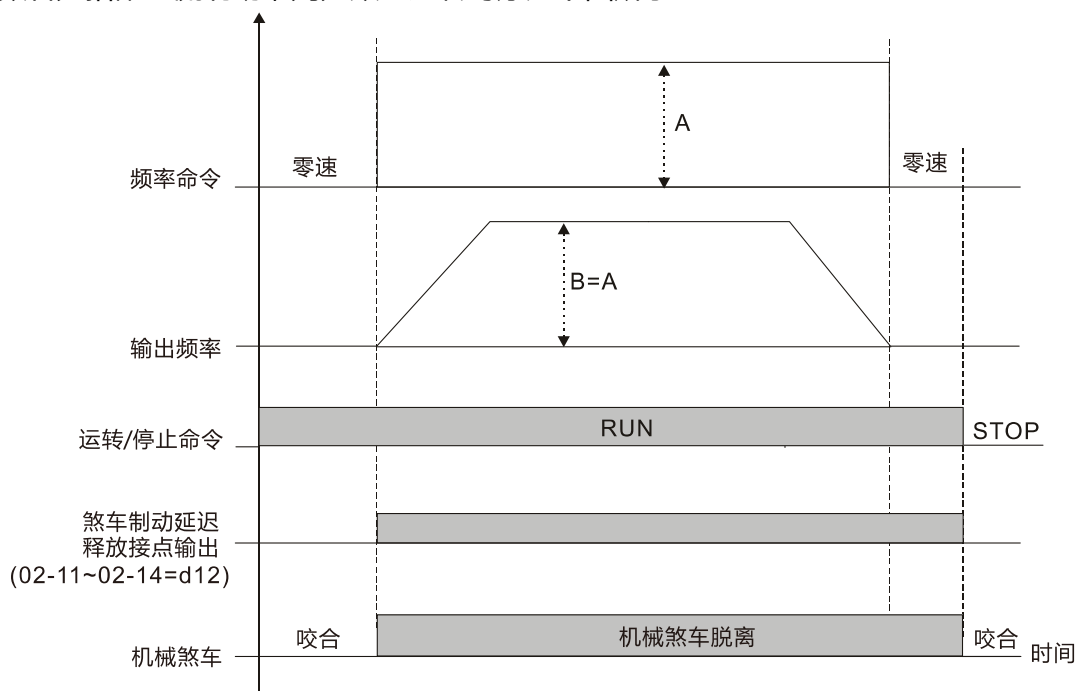 A
零速
零速
频率命令
B=A
输出频率
RUN
运转/停止命令
STOP
煞车制动延迟
释放接点输出
(02-11~02-14=d12)
咬合
机械煞车脱离
咬合
机械煞车
时间